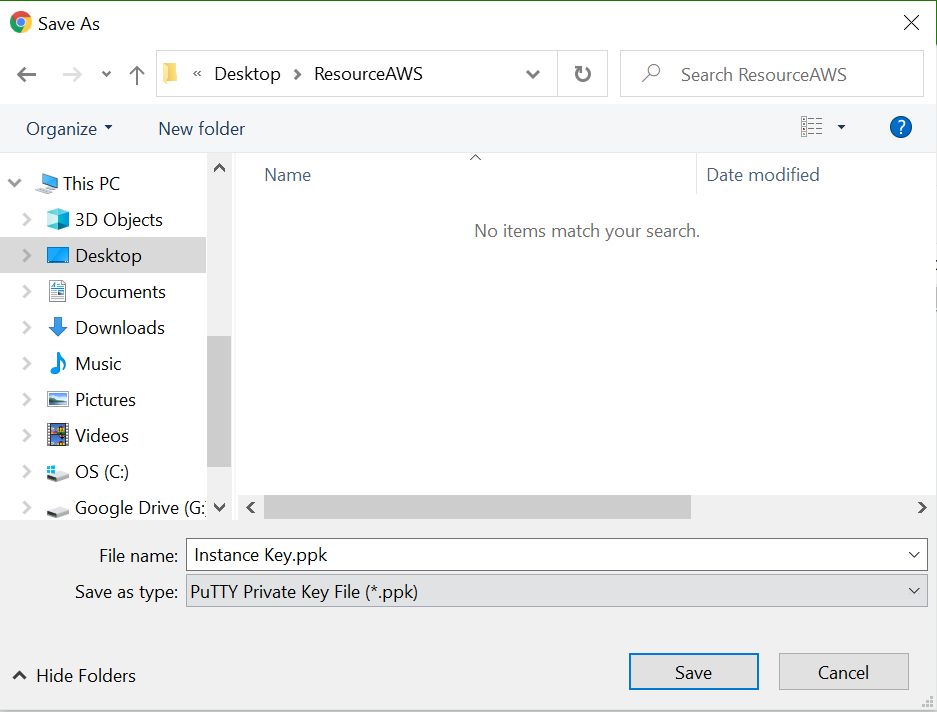 Save As
« Desktop > ResourceAWS
Search ResourceAWS
Organize
New folder
?
This PC
3D Objects
Desktop
Documents
Downloads
Music
Pictures
Videos
OS (C:)
Google Drive (G:
Name
Date modified
No items match your search.
File name: Instance Key.ppk
Save as type: PuTTY Private Key File (*.ppk)
Hide Folders
Save
Cancel